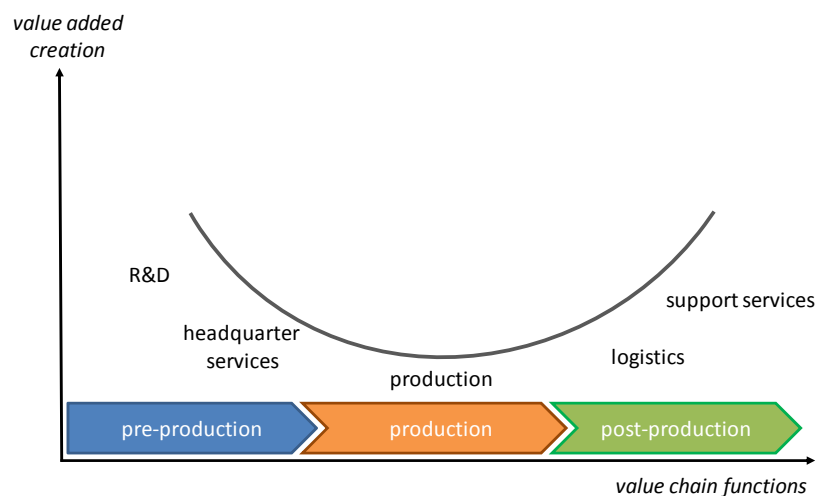 value added
creation
R&D
support services
headquarter
services
logistics
production
pre-production
production
post-production
value chain functions